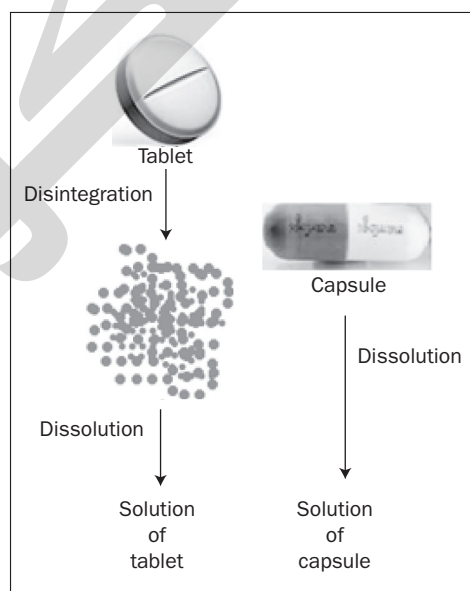 Tablet
Disintegration
Capsule
Dissolution
Dissolution
Solution
of
tablet
Solution
of
capsule